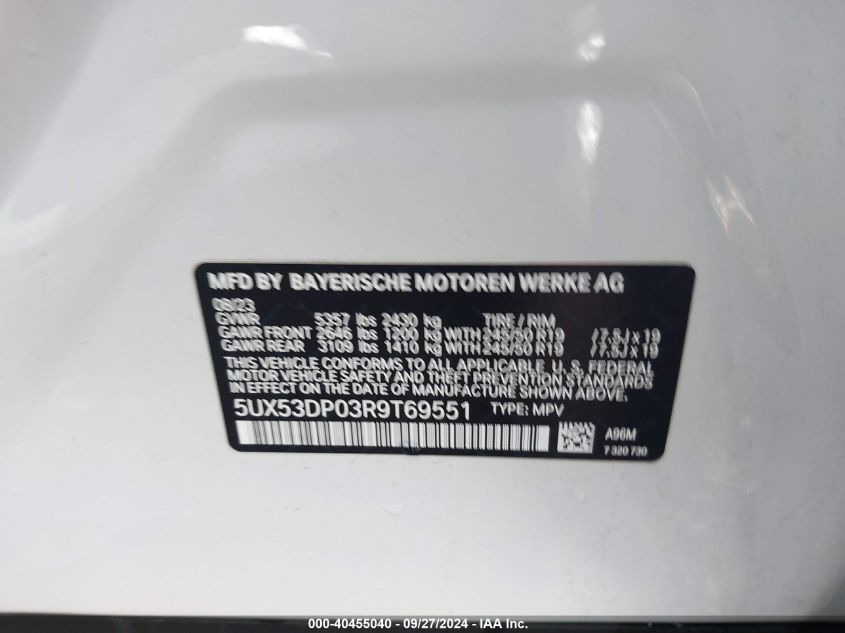 MFD BY BAYERISCHE MOTOREN WERKE AG
08/23
GVWR 5357 lbs 2430 kg TIRE / RIM
GAWR FRONT 2646 lbs 1200 kg WITH 245/50 R19 / 7.5J x 19
GAWR REAR 3109 lbs 1410 kg WITH 245/50 R19 / 7.5J x 19
THIS VEHICLE CONFORMS TO ALL APPLICABLE U. S. FEDERAL
MOTOR VEHICLE SAFETY AND THEFT PREVENTION STANDARDS
IN EFFECT ON THE DATE OF MANUFACTURE SHOWN ABOVE.
5UX53DP03R9T69551 TYPE: MPV
A96M
7 320 730
000-40455040 - 09/27/2024 - IAA Inc.